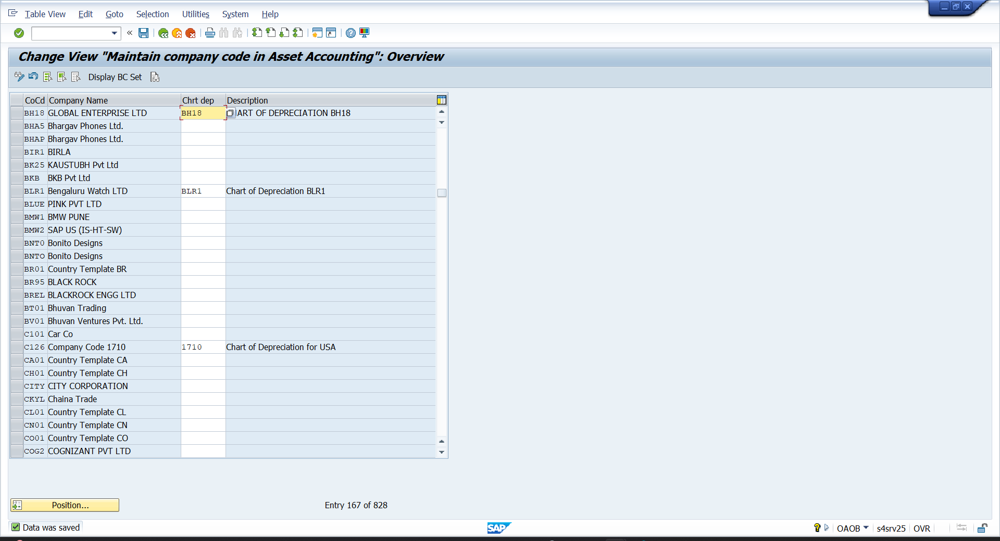 Table View Edit Goto Selection Utilities System Help
Change View "Maintain company code in Asset Accounting": Overview
Display BC Set
CoCd Company Name Chrt dep Description
BH18 GLOBAL ENTERPRISE LTD BH18 ART OF DEPRECIATION BH18
BHA5 Bhargav Phones Ltd.
BHAP Bhargav Phones Ltd.
BIR1 BIRLA
BK25 KAUSTUBH Pvt Ltd
BKB BKB Pvt Ltd
BLR1 Bengaluru Watch LTD BLR1 Chart of Depreciation BLR1
BLUE PINK PVT LTD
BMW1 BMW PUNE
BMW2 SAP US (IS-HT-SW)
BNT0 Bonito Designs
BNTO Bonito Designs
BR01 Country Template BR
BR95 BLACK ROCK
BREL BLACKROCK ENGG LTD
BT01 Bhuvan Trading
BV01 Bhuvan Ventures Pvt. Ltd.
C101 Car Co
C126 Company Code 1710 1710 Chart of Depreciation for USA
CA01 Country Template CA
CH01 Country Template CH
CITY CITY CORPORATION
CKYL Chaina Trade
CL01 Country Template CL
CN01 Country Template CN
CO01 Country Template CO
COG2 COGNIZANT PVT LTD
Position... Entry 167 of 828
Data was saved SAP OAOB s4srv25 OVR